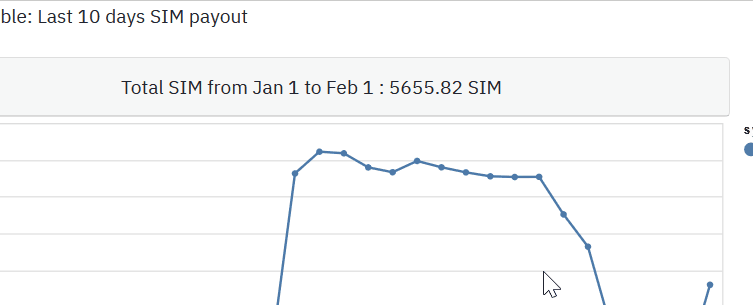 ble: Last 10 days SIM payout
Total SIM from Jan 1 to Feb 1 : 5655.82 SIM